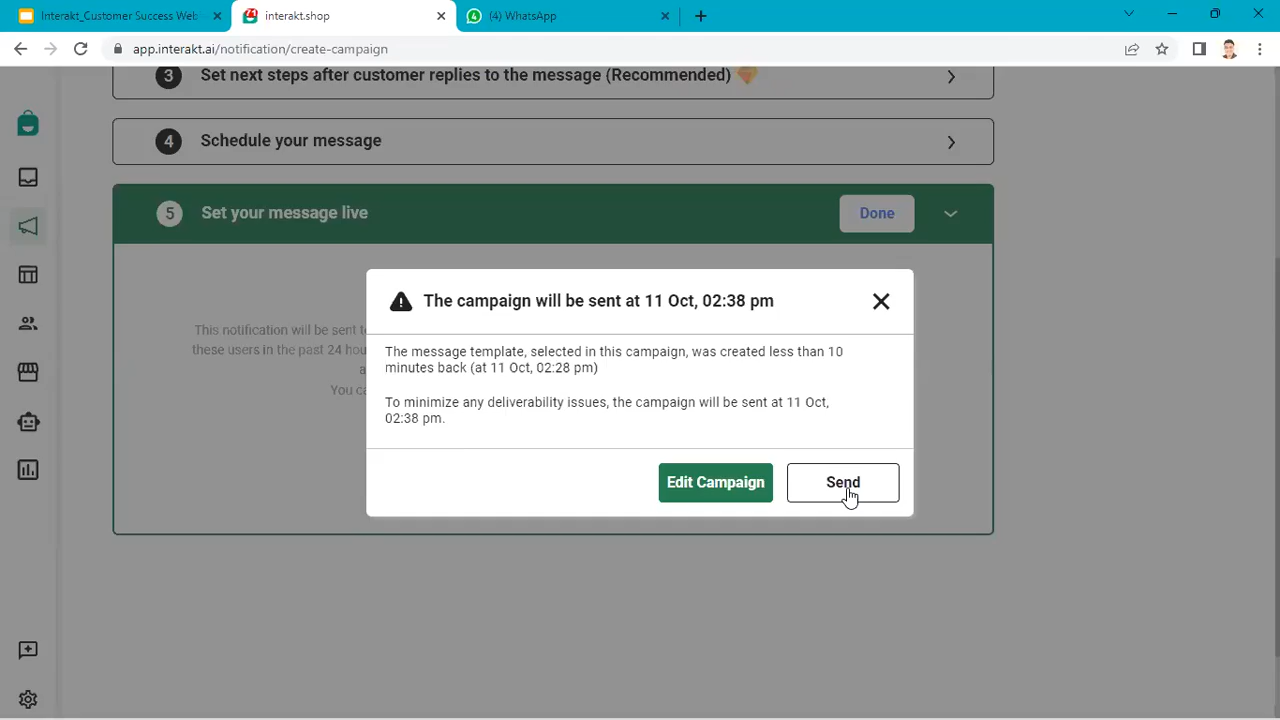 Interakt_Customer Success Web
interakt.shop
(4) WhatsApp
app.interakt.ai/notification/create-campaign
3 Set next steps after customer replies to the message (Recommended)
4 Schedule your message
5 Set your message live
Done
The campaign will be sent at 11 Oct, 02:38 pm
This notification will be sent t
these users in the past 24 hou
a
You ca
The message template, selected in this campaign, was created less than 10
minutes back (at 11 Oct, 02:28 pm)
To minimize any deliverability issues, the campaign will be sent at 11 Oct,
02:38 pm.
Edit Campaign
Send